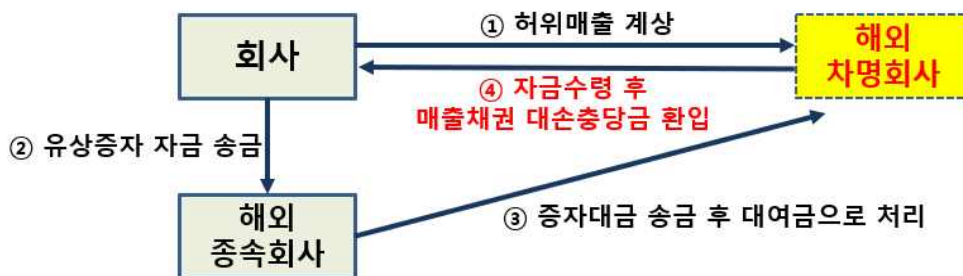 ① 허위매출 계상
회사
해외
차명회사
④ 자금수령 후
매출채권 대손충당금 환입
② 유상증자 자금 송금
해외
종속회사
③ 증자대금 송금 후 대여금으로 처리